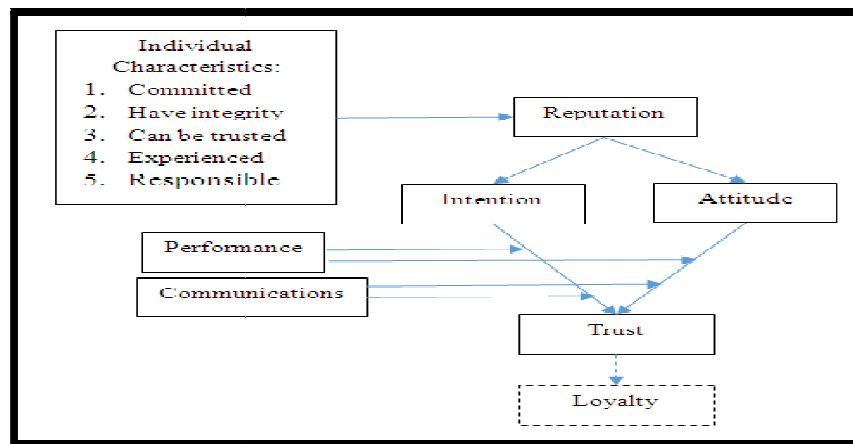 Individual
Characteristics:
1. Committed
2. Have integrity
3. Can be trusted
4. Experienced
5. Responsible
Reputation
Intention
Attitude
Performance
Communications
Trust
Loyalty